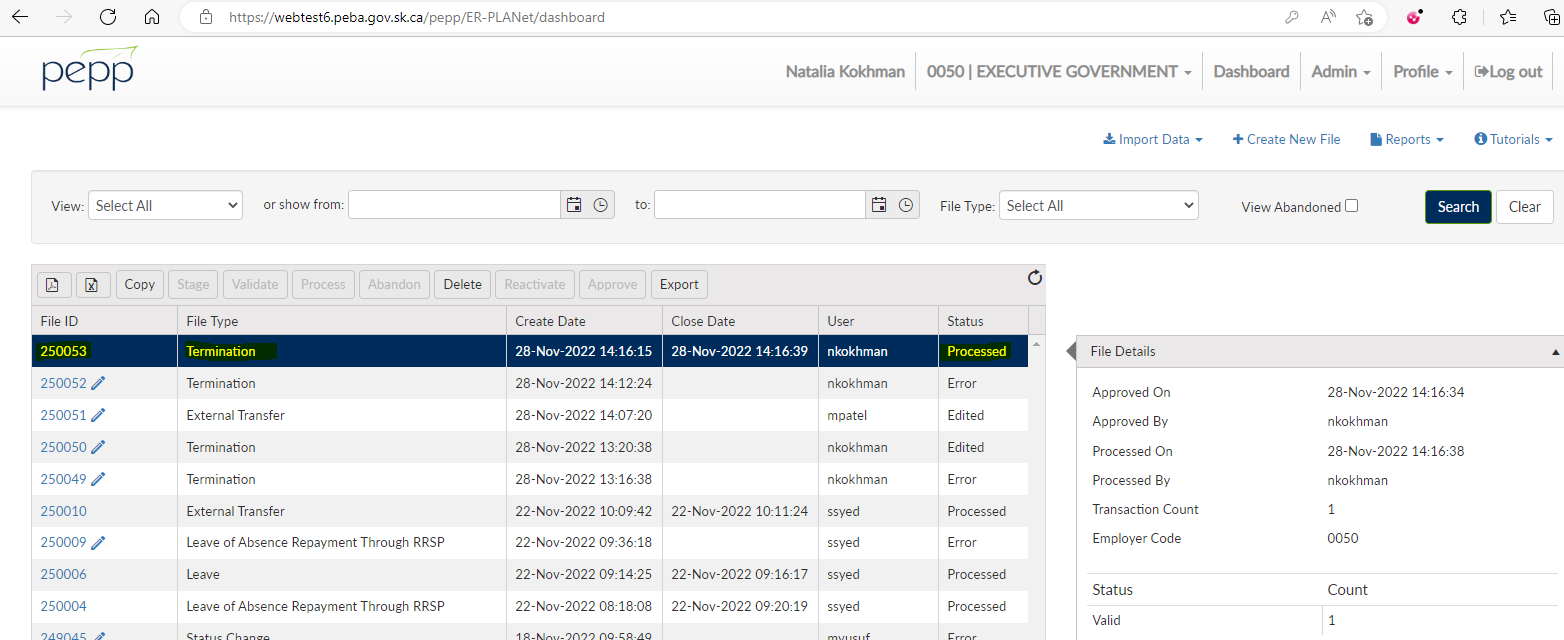 https://webtest6.peba.gov.sk.ca/pepp/ER-PLANet/dashboard
pepp
Natalia Kokhman 0050 | EXECUTIVE GOVERNMENT Dashboard Admin Profile Log out
Import Data Create New File Reports Tutorials
View: Select All or show from: to: File Type: Select All View Abandoned Search Clear
Copy Stage Validate Process Abandon Delete Reactivate Approve Export
File ID File Type Create Date Close Date User Status
250053 Termination 28-Nov-2022 14:16:15 28-Nov-2022 14:16:39 nkokhman Processed
250052 Termination 28-Nov-2022 14:12:24 nkokhman Error
250051 External Transfer 28-Nov-2022 14:07:20 mpatel Edited
250050 Termination 28-Nov-2022 13:20:38 nkokhman Edited
250049 Termination 28-Nov-2022 13:16:38 nkokhman Error
250010 External Transfer 22-Nov-2022 10:09:42 22-Nov-2022 10:11:24 ssyed Processed
250009 Leave of Absence Repayment Through RRSP 22-Nov-2022 09:36:18 ssyed Error
250006 Leave 22-Nov-2022 09:14:25 22-Nov-2022 09:16:17 ssyed Processed
250004 Leave of Absence Repayment Through RRSP 22-Nov-2022 08:18:08 22-Nov-2022 09:20:19 ssyed Processed
249045 Status Change 18-Nov-2022 09:58:49 myusuf Error
File Details
Approved On 28-Nov-2022 14:16:34
Approved By nkokhman
Processed On 28-Nov-2022 14:16:38
Processed By nkokhman
Transaction Count 1
Employer Code 0050
Status Count
Valid 1